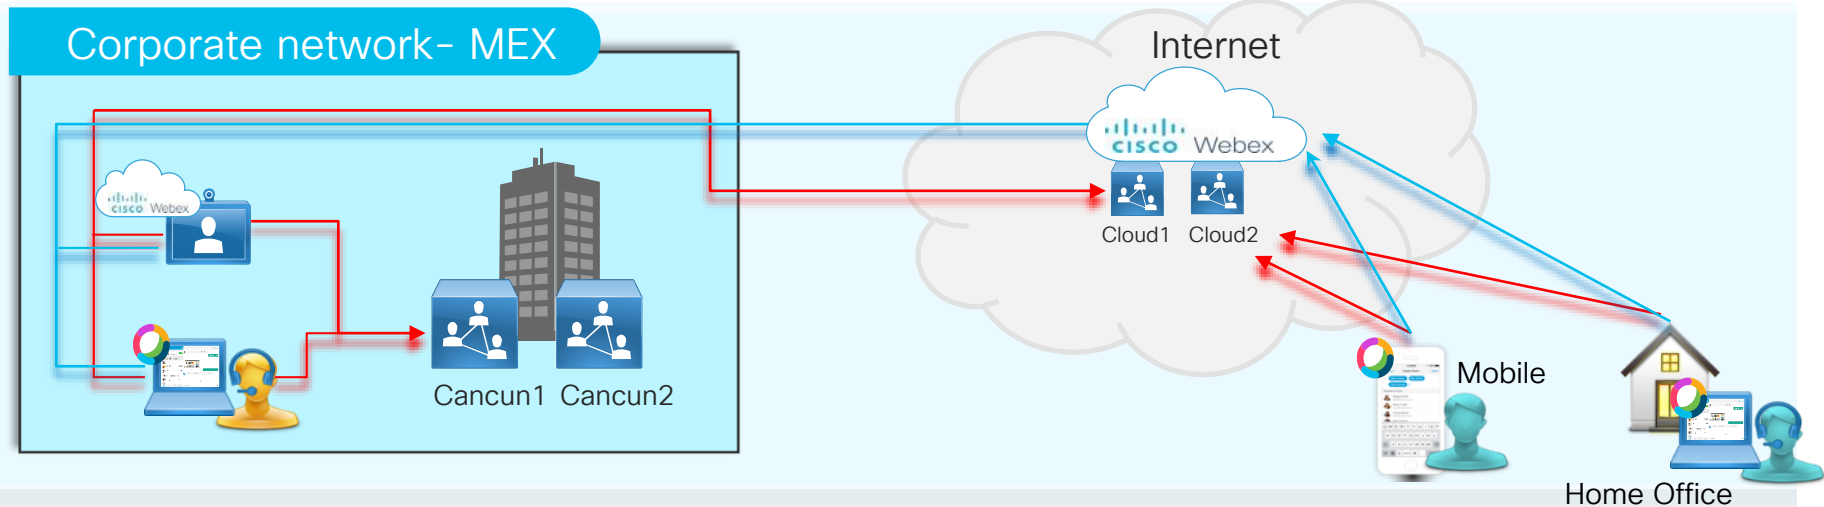 Corporate network- MEX
Internet
CISCO Webex
CISCO Webex
Cloud1 Cloud2
Cancun1 Cancun2
Mobile
Home Office